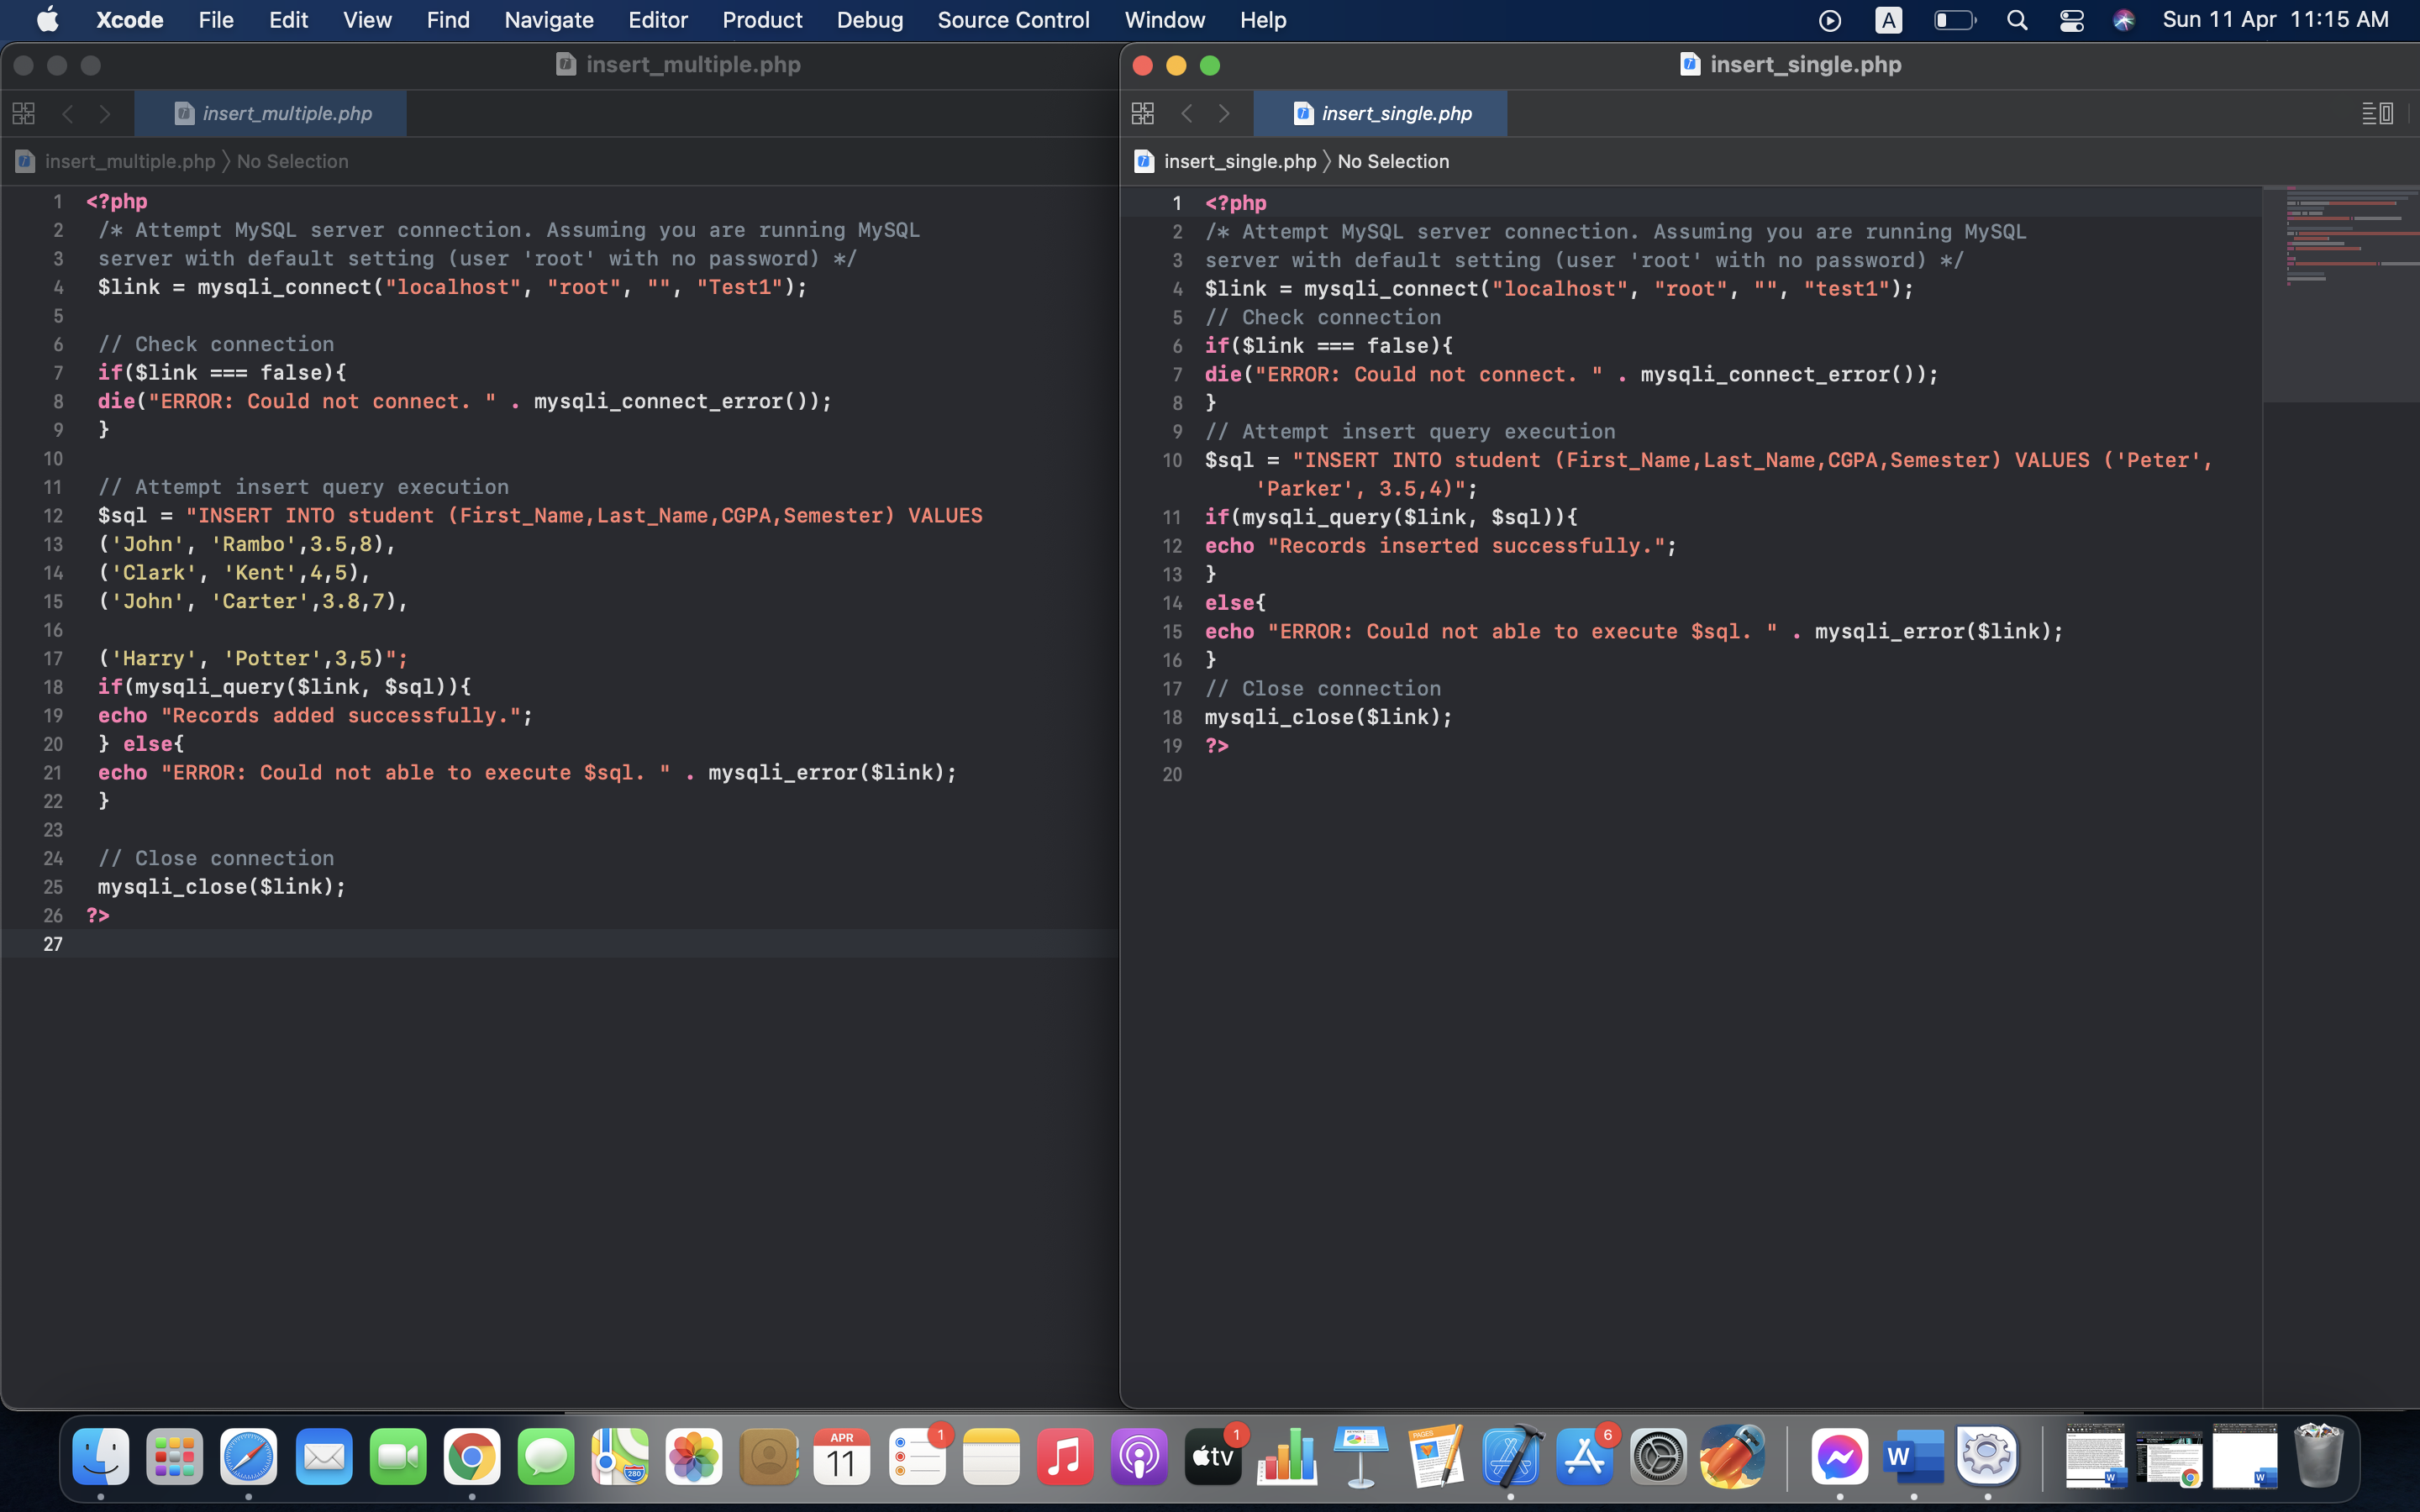 Xcode File Edit View Find Navigate Editor Product Debug Source Control Window Help A Sun 11 Apr 11:15 AM
insert_multiple.php
insert_multiple.php
insert_multiple.php 〉 No Selection
1 <?php
2 /* Attempt MySQL server connection. Assuming you are running MySQL
3 server with default setting (user 'root' with no password) */
4 $link = mysqli_connect("localhost", "root", "", "Test1");
5
6 // Check connection
7 if($link === false){
8 die("ERROR: Could not connect. " . mysqli_connect_error());
9 }
10
11 // Attempt insert query execution
12 $sql = "INSERT INTO student (First_Name,Last_Name,CGPA,Semester) VALUES
13 ('John', 'Rambo',3.5,8),
14 ('Clark', 'Kent',4,5),
15 ('John', 'Carter',3.8,7),
16
17 ('Harry', 'Potter',3,5)";
18 if(mysqli_query($link, $sql)){
19 echo "Records added successfully.";
20 } else{
21 echo "ERROR: Could not able to execute $sql. " . mysqli_error($link);
22 }
23
24 // Close connection
25 mysqli_close($link);
26 ?>
27
insert_single.php
insert_single.php
insert_single.php 〉 No Selection
1 <?php
2 /* Attempt MySQL server connection. Assuming you are running MySQL
3 server with default setting (user 'root' with no password) */
4 $link = mysqli_connect("localhost", "root", "", "test1");
5 // Check connection
6 if($link === false){
7 die("ERROR: Could not connect. " . mysqli_connect_error());
8 }
9 // Attempt insert query execution
10 $sql = "INSERT INTO student (First_Name,Last_Name,CGPA,Semester) VALUES ('Peter',
'Parker', 3.5,4)";
11 if(mysqli_query($link, $sql)){
12 echo "Records inserted successfully.";
13 }
14 else{
15 echo "ERROR: Could not able to execute $sql. " . mysqli_error($link);
16 }
17 // Close connection
18 mysqli_close($link);
19 ?>
20
280 APR 11 1 tv 1 PAGES 6 W W W